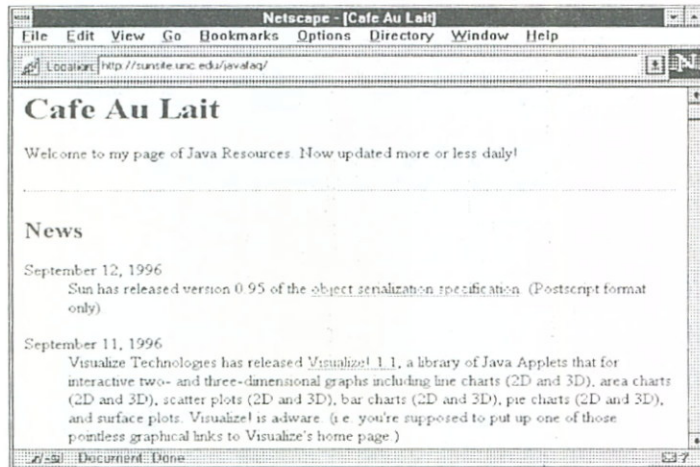 Netscape - [Cafe Au Lait]
File Edit View Go Bookmarks Options Directory Window Help
Location: http://sunsite.unc.edu/javafaq/
N
Cafe Au Lait
Welcome to my page of Java Resources. Now updated more or less daily!
News
September 12, 1996
Sun has released version 0.95 of the object serialization specification. (Postscript format
only)
September 11, 1996
Visualize Technologies has released Visualize! 1.1, a library of Java Applets that for
interactive two- and three-dimensional graphs including line charts (2D and 3D), area charts
(2D and 3D), scatter plots (2D and 3D), bar charts (2D and 3D), pie charts (2D and 3D),
and surface plots. Visualize! is adware. (i.e. you're supposed to put up one of those
pointless graphical links to Visualize's home page.)
Document: Done